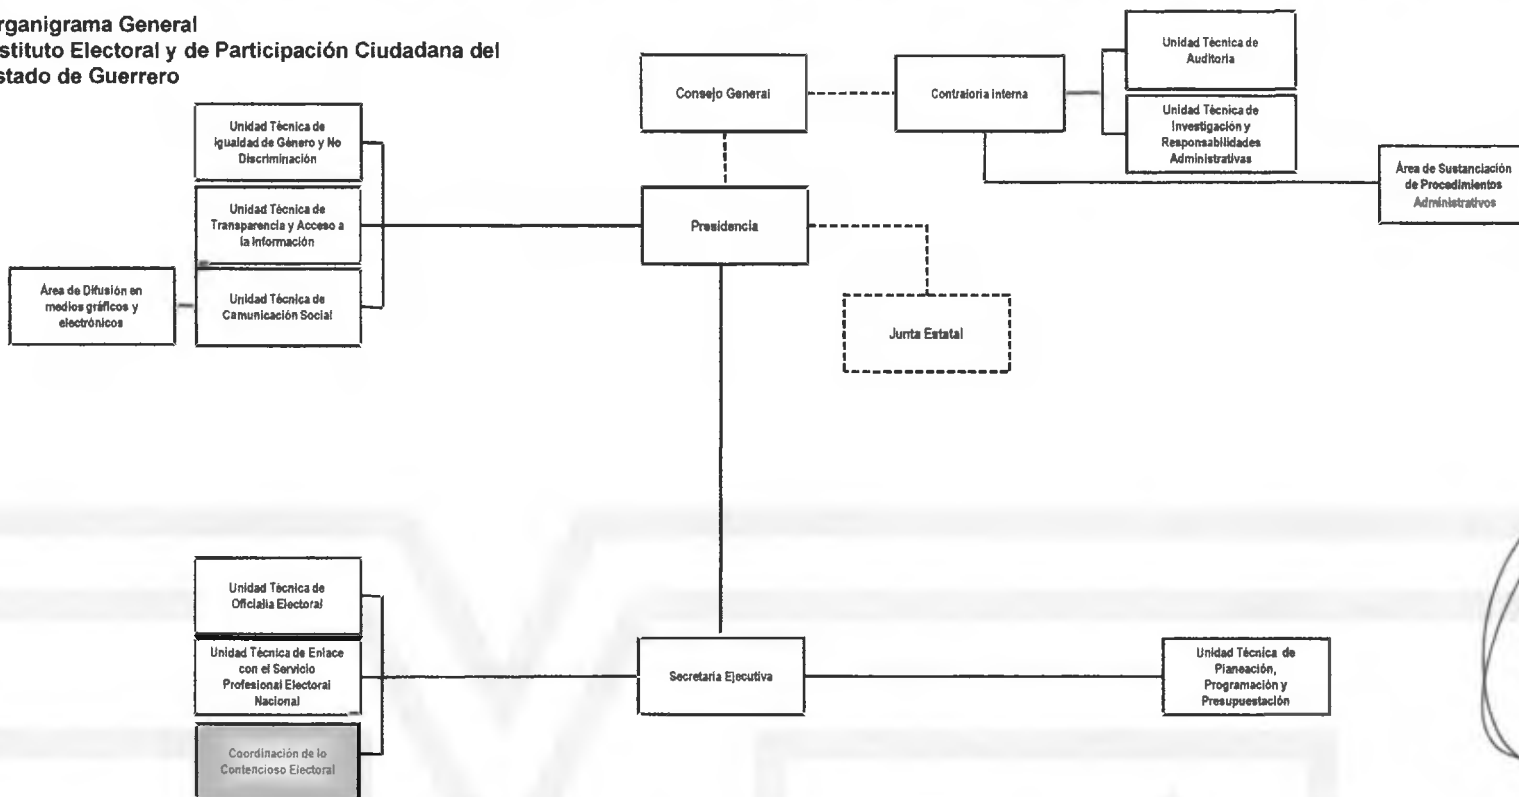 rganigrama General
stituto Electoral y de Participación Ciudadana del
stado de Guerrero
Consejo General
Contraloria interna
Unidad Técnica de
Auditoria
Unidad Técnica de
Investigación y
Responsabilidades
Administrativas
Área de Sustanciación
de Procedimientos
Administrativos
Unidad Técnica de
Igualdad de Género y No
Discriminación
Unidad Técnica de
Transparencia y Acceso a
la Información
Unidad Técnica de
Comunicación Social
Área de Difusión en
medios gráficos y
electrónicos
Presidencia
Junta Estatal
Unidad Técnica de
Oficialia Electoral
Unidad Técnica de Enlace
con el Servicio
Profesional Electoral
Nacional
Coordinación de lo
Contencioso Electoral
Secretaria Ejecutiva
Unidad Técnica de
Planeación,
Programación y
Presupuestación